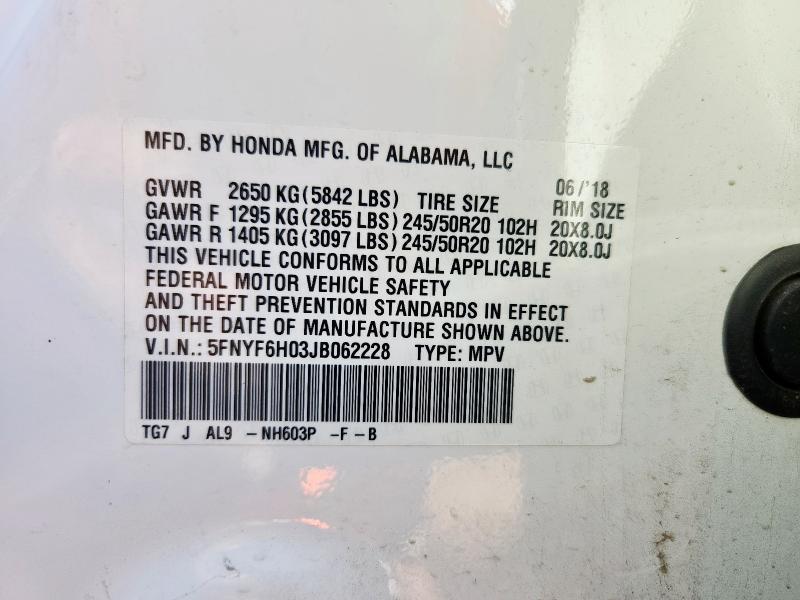 MFD. BY HONDA MFG. OF ALABAMA, LLC
06/'18
GVWR 2650 KG(5842 LBS) TIRE SIZE RIM SIZE
GAWR F 1295 KG(2855 LBS) 245/50R20 102H 20X8.0J
GAWR R 1405 KG(3097 LBS) 245/50R20 102H 20X8.0J
THIS VEHICLE CONFORMS TO ALL APPLICABLE
FEDERAL MOTOR VEHICLE SAFETY
AND THEFT PREVENTION STANDARDS IN EFFECT
ON THE DATE OF MANUFACTURE SHOWN ABOVE.
V.I.N.: 5FNYF6H03JB062228 TYPE: MPV
TG7 J AL9 -NH603P -F-B